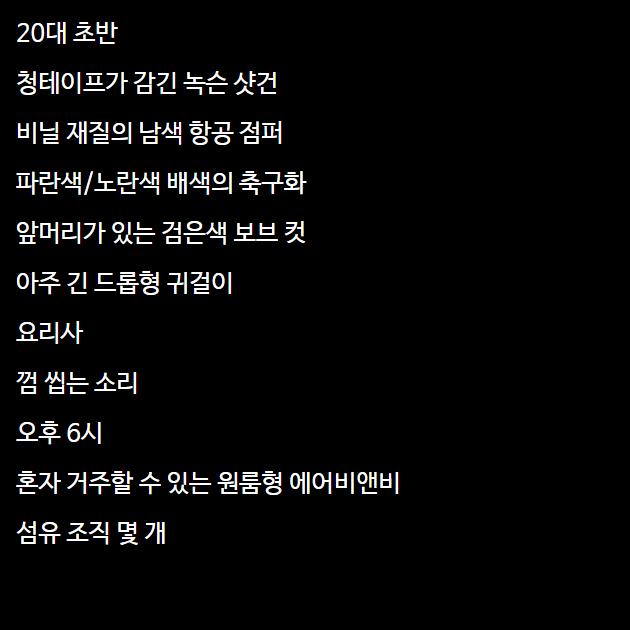 20대 초반
청테이프가 감긴 녹슨 샷건
비닐 재질의 남색 항공 점퍼
파란색/노란색 배색의 축구화
앞머리가 있는 검은색 보브 컷
아주 긴 드롭형 귀걸이
요리사
껌 씹는 소리
오후 6시
혼자 거주할 수 있는 원룸형 에어비앤비
섬유 조직 몇 개